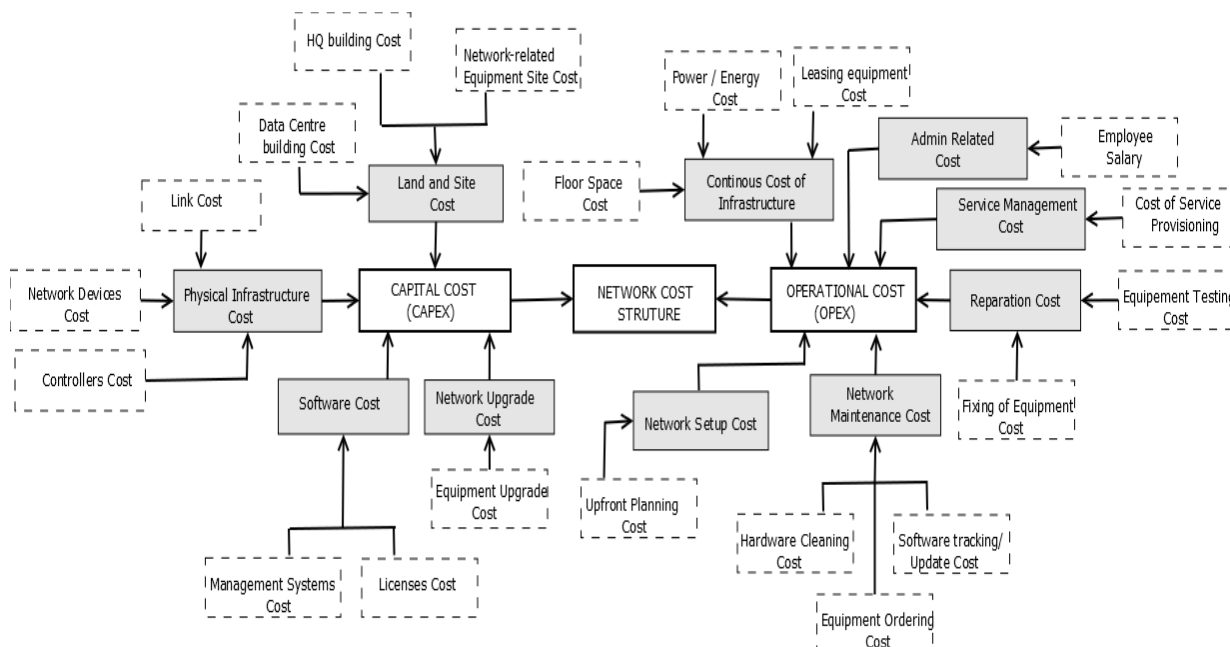 HQ building Cost
Network-related
Equipment Site Cost
Power / Energy
Cost
Leasing equipment
Cost
Data Centre
building Cost
Admin Related
Cost
Employee
Salary
Land and Site
Cost
Floor Space
Cost
Continous Cost of
Infrastructure
Link Cost
Service Management
Cost
Cost of Service
Provisioning
Network Devices
Cost
Physical Infrastructure
Cost
CAPITAL COST
(CAPEX)
NETWORK COST
STRUTURE
OPERATIONAL COST
(OPEX)
Reparation Cost
Equipement Testing
Cost
Controllers Cost
Software Cost
Network Upgrade
Cost
Network Setup Cost
Network
Maintenance Cost
Fixing of Equipment
Cost
Equipment Upgrade
Cost
Upfront Planning
Cost
Hardware Cleaning
Cost
Software tracking/
Update Cost
Management Systems
Cost
Licenses Cost
Equipment Ordering
Cost